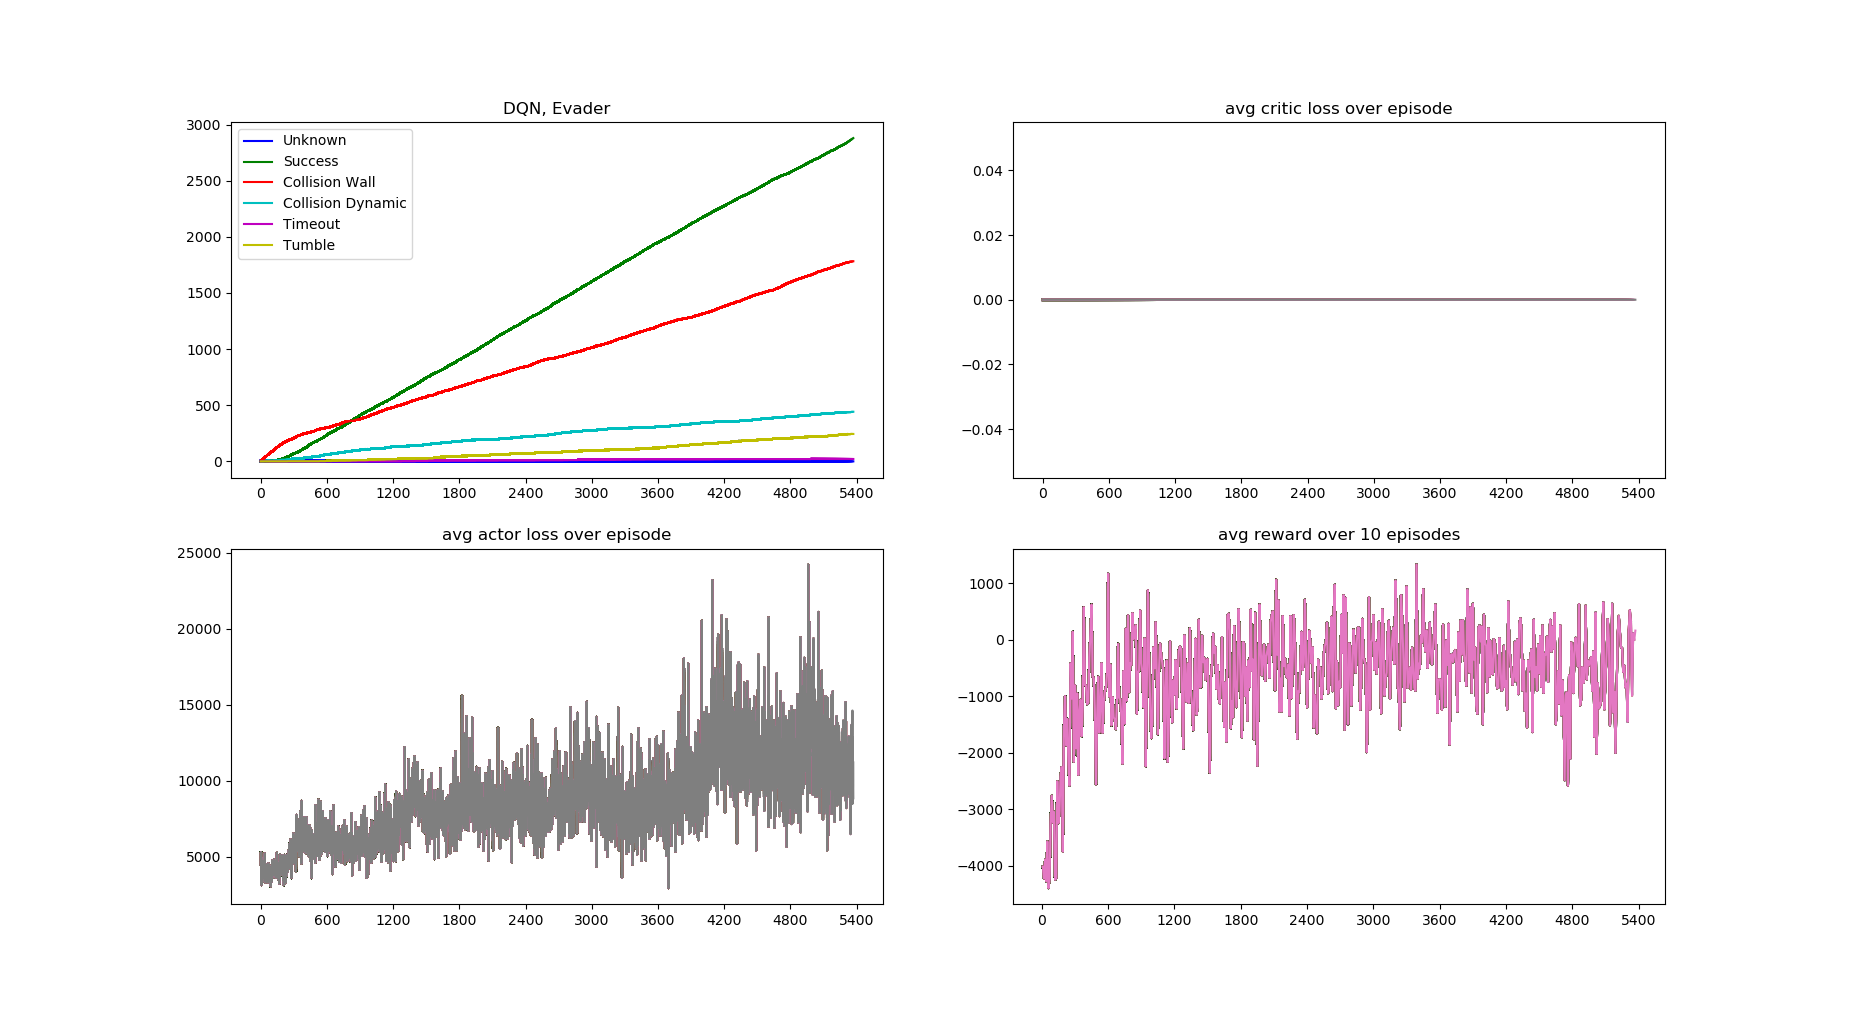 DQN, Evader
3000
2500
2000
1500
1000
500
0
Unknown
Success
Collision Wall
Collision Dynamic
Timeout
Tumble
0 600 1200 1800 2400 3000 3600 4200 4800 5400
avg critic loss over episode
0.04
0.02
0.00
−0.02
−0.04
0 600 1200 1800 2400 3000 3600 4200 4800 5400
avg actor loss over episode
25000
20000
15000
10000
5000
0 600 1200 1800 2400 3000 3600 4200 4800 5400
avg reward over 10 episodes
1000
0
−1000
−2000
−3000
−4000
0 600 1200 1800 2400 3000 3600 4200 4800 5400